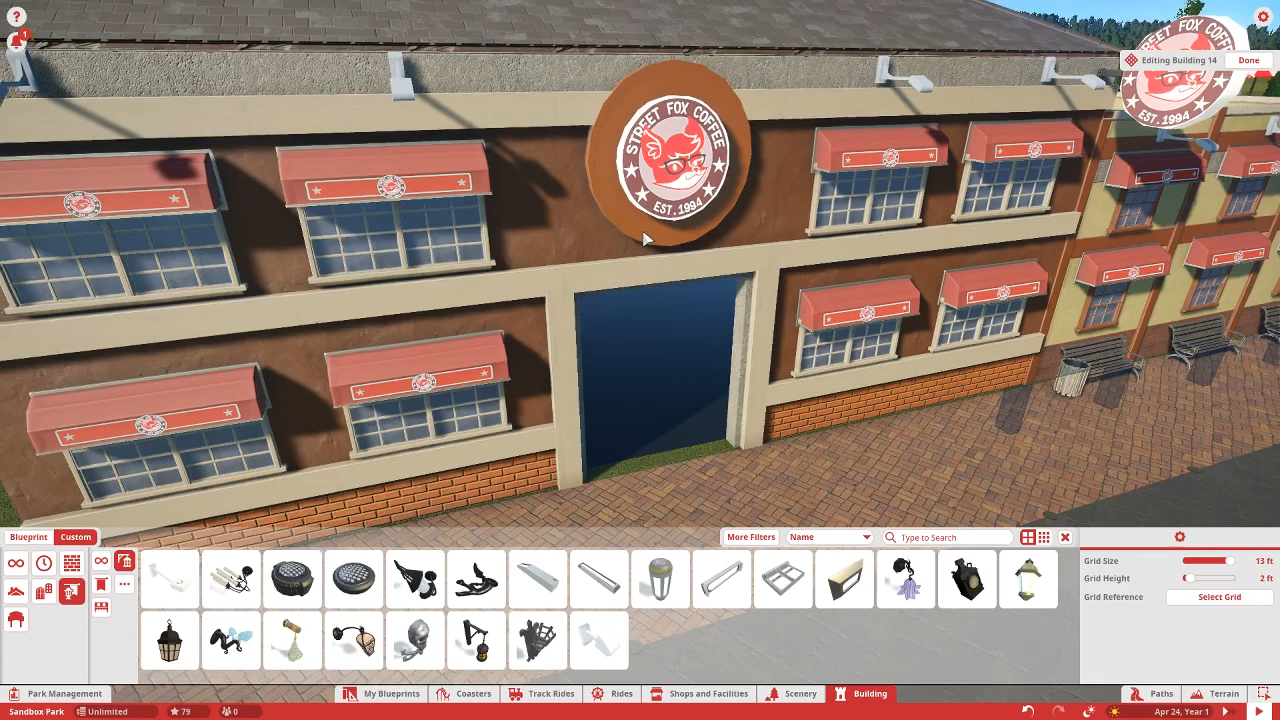 ?
1
STREET FOX COFFEE
EST. 1994
STREET FOX COFFEE
EST. 1994
Editing Building 14
Done
Blueprint
Custom
More Filters
Name
Type to Search
Grid Size
13 ft
Grid Height
2 ft
Grid Reference
Select Grid
Park Management
My Blueprints
Coasters
Track Rides
Rides
Shops and Facilities
Scenery
Building
Paths
Terrain
Sandbox Park
Unlimited
79
0
Apr 24, Year 1